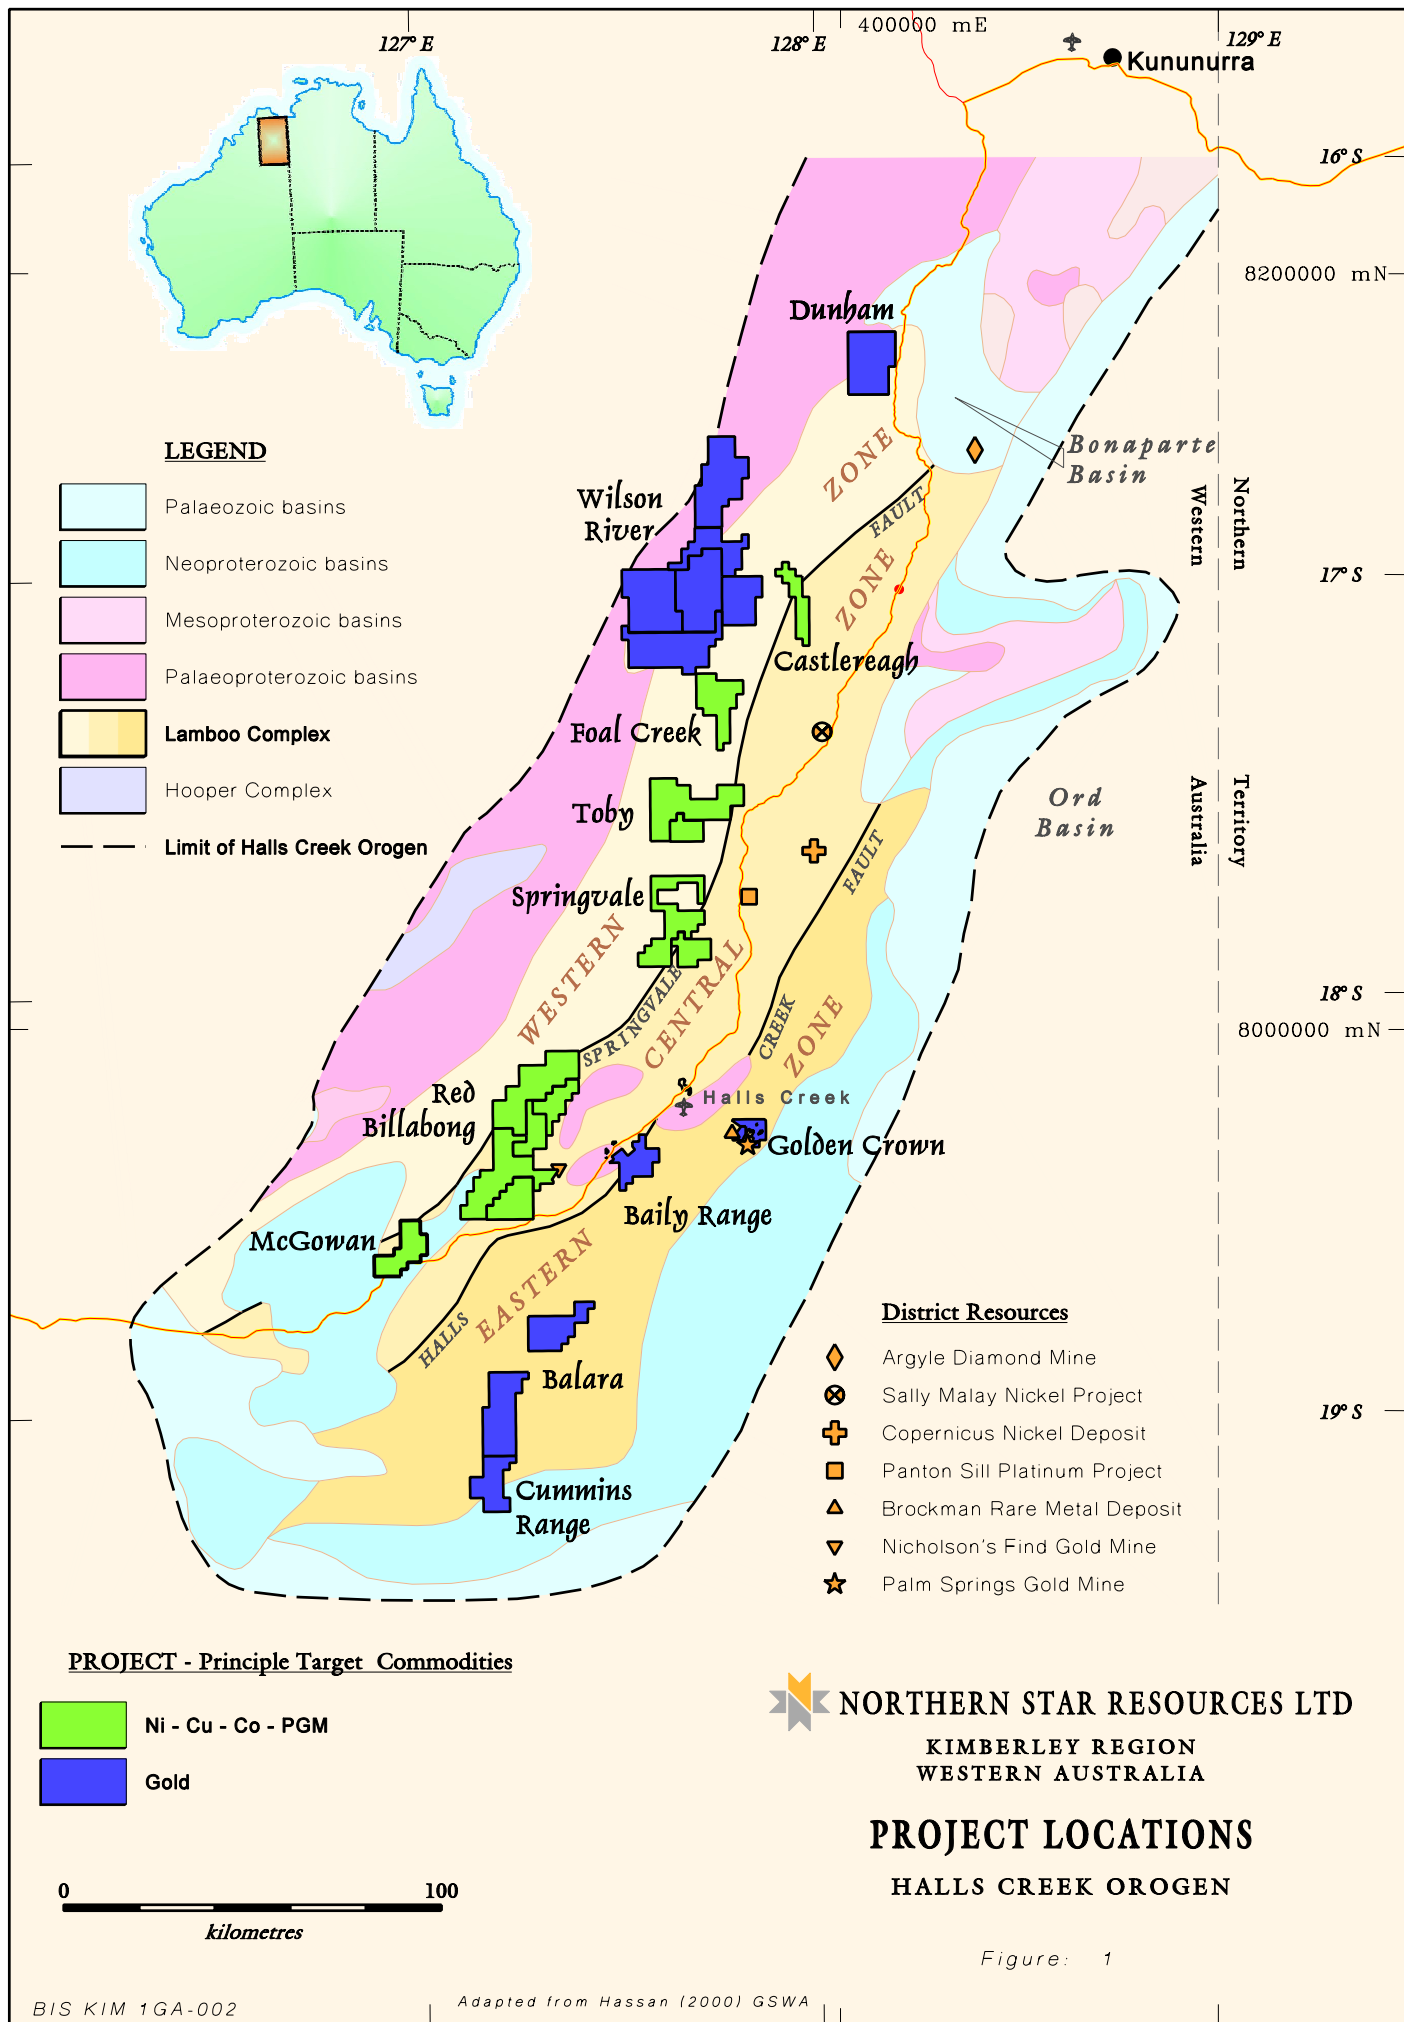 127° E
128° E
400000 mE
129° E
Kununurra
16° S
8200000 mN
Dunham
LEGEND
Palaeozoic basins
Neoproterozoic basins
Mesoproterozoic basins
Palaeoproterozoic basins
Lamboo Complex
Hooper Complex
Limit of Halls Creek Orogen
Bonaparte
Basin
ZONE
FAULT
Wilson
River
Western
Northern
ZONE
17° S
Castlereagh
Foal Creek
Toby
Ord
Basin
Australia
Territory
FAULT
Springvale
WESTERN
SPRINGVALE
CENTRAL
CREEK
ZONE
18° S
8000000 mN
Red
Billabong
Halls Creek
Golden Crown
Baily Range
McGowan
EASTERN
HALLS
Balara
Cummins
Range
19° S
District Resources
Argyle Diamond Mine
Sally Malay Nickel Project
Copernicus Nickel Deposit
Panton Sill Platinum Project
Brockman Rare Metal Deposit
Nicholson's Find Gold Mine
Palm Springs Gold Mine
PROJECT - Principle Target Commodities
Ni - Cu - Co - PGM
Gold
0 100
kilometres
NORTHERN STAR RESOURCES LTD
KIMBERLEY REGION
WESTERN AUSTRALIA
PROJECT LOCATIONS
HALLS CREEK OROGEN
Figure: 1
BIS KIM 1GA-002
Adapted from Hassan (2000) GSWA